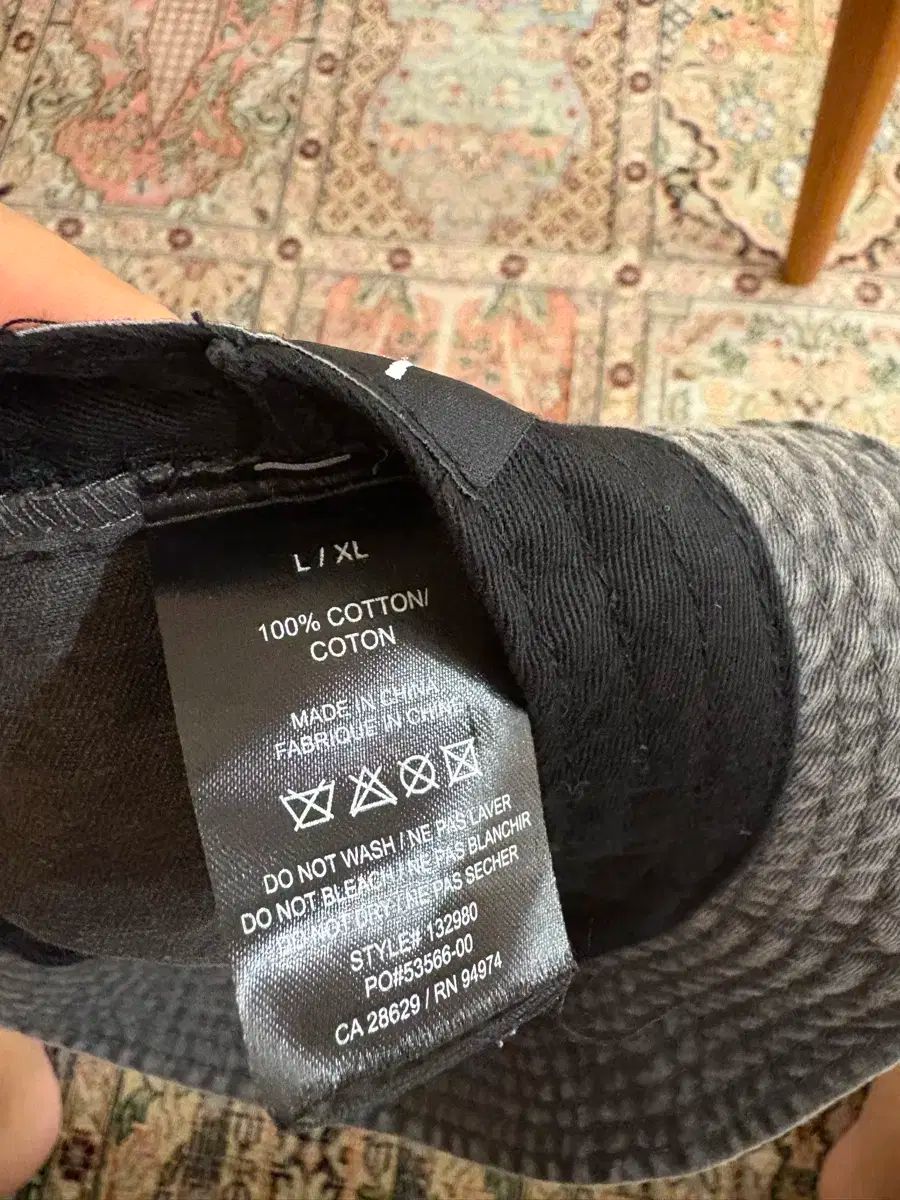 L / XL
100% COTTON/
COTON
MADE IN CHINA
FABRIQUE IN CHINA
DO NOT WASH / NE PAS LAVER
DO NOT BLEACH / NE PAS BLANCHIR
DO NOT DRY / NE PAS SECHER
STYLE# 132980
PO#53566-00
CA 28629 / RN 94974